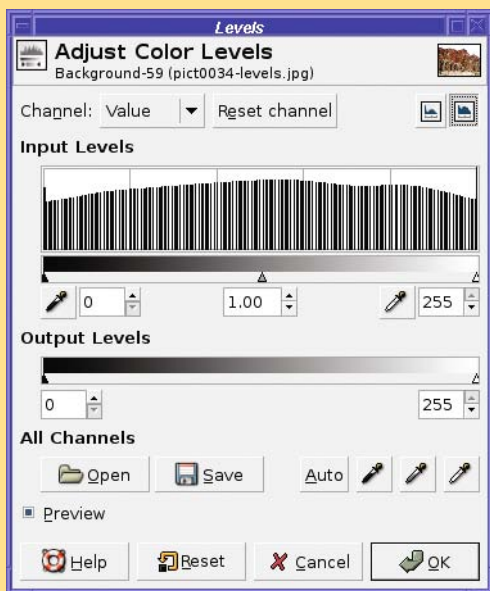 Levels
Adjust Color Levels
Background-59 (pict0034-levels.jpg)
Channel: Value Reset channel
Input Levels
0 1.00 255
Output Levels
0 255
All Channels
Open Save Auto
Preview
Help Reset Cancel OK